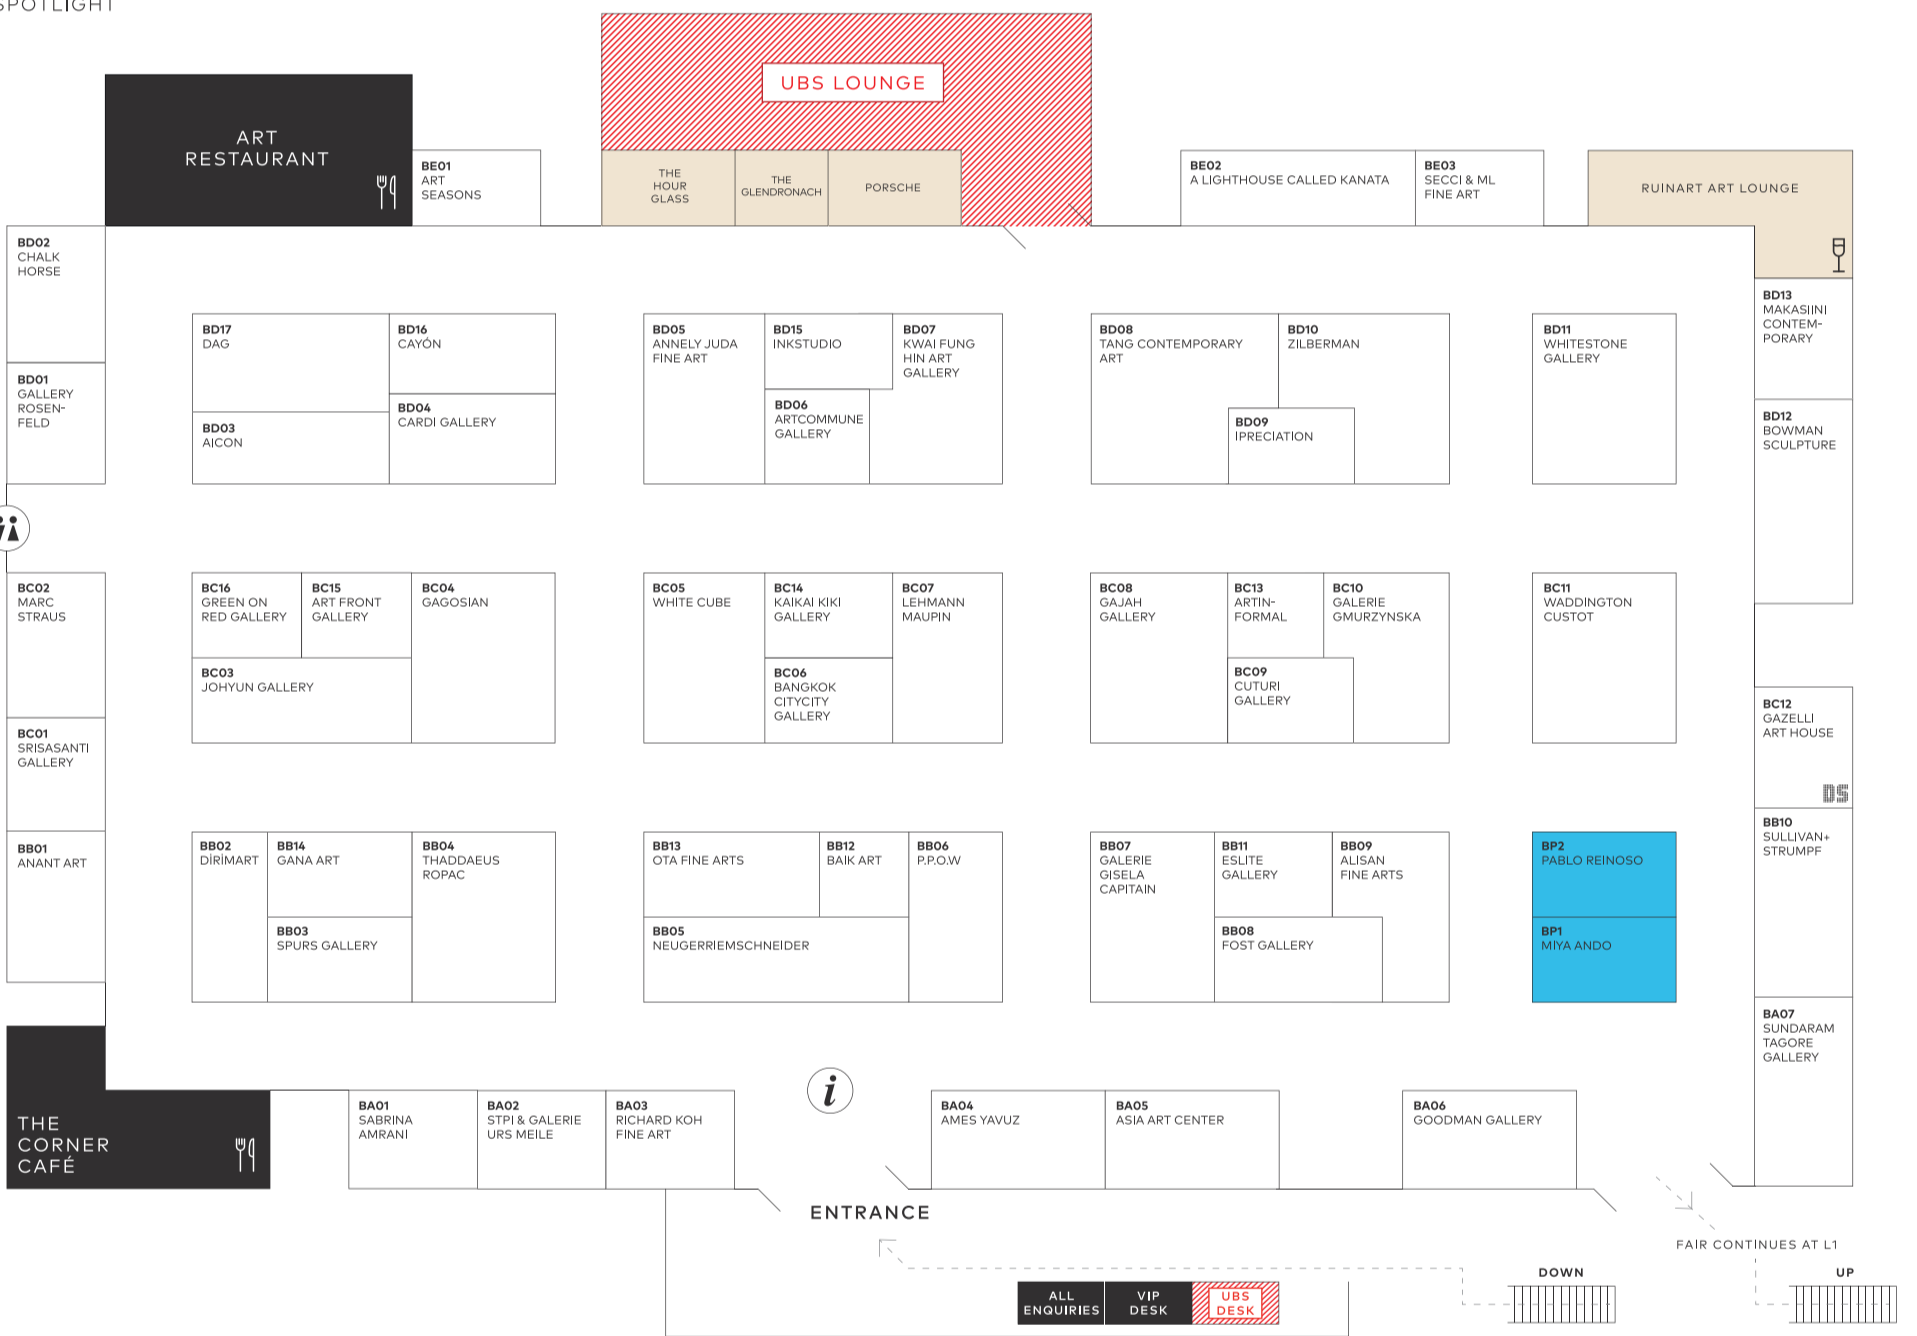 SPOTLIGHT
UBS LOUNGE
ART
RESTAURANT
BE01
ART
SEASONS
THE
HOUR
GLASS
THE
GLENDRONACH
PORSCHE
BE02
A LIGHTHOUSE CALLED KANATA
BE03
SECCI & ML
FINE ART
RUINART ART LOUNGE
BD02
CHALK
HORSE
BD01
GALLERY
ROSEN-
FELD
BD17
DAG
BD16
CAYÓN
BD03
AICON
BD04
CARDI GALLERY
BD05
ANNELY JUDA
FINE ART
BD15
INKSTUDIO
BD07
KWAI FUNG
HIN ART
GALLERY
BD06
ARTCOMMUNE
GALLERY
BD08
TANG CONTEMPORARY
ART
BD10
ZILBERMAN
BD09
IPRECIATION
BD11
WHITESTONE
GALLERY
BD13
MAKASIINI
CONTEM-
PORARY
BD12
BOWMAN
SCULPTURE
BC02
MARC
STRAUS
BC01
SRISASANTI
GALLERY
BC16
GREEN ON
RED GALLERY
BC15
ART FRONT
GALLERY
BC04
GAGOSIAN
BC03
JOHYUN GALLERY
BC05
WHITE CUBE
BC14
KAIKAI KIKI
GALLERY
BC07
LEHMANN
MAUPIN
BC06
BANGKOK
CITYCITY
GALLERY
BC08
GAJAH
GALLERY
BC13
ARTIN-
FORMAL
BC10
GALERIE
GMURZYNSKA
BC09
CUTURI
GALLERY
BC11
WADDINGTON
CUSTOT
BC12
GAZELLI
ART HOUSE
DS
BB01
ANANT ART
BB02
DİRİMART
BB14
GANA ART
BB04
THADDAEUS
ROPAC
BB03
SPURS GALLERY
BB13
OTA FINE ARTS
BB12
BAIK ART
BB06
P.P.O.W
BB05
NEUGERRIEMSCHNEIDER
BB07
GALERIE
GISELA
CAPITAIN
BB11
ESLITE
GALLERY
BB09
ALISAN
FINE ARTS
BB08
FOST GALLERY
BP2
PABLO REINOSO
BP1
MIYA ANDO
BB10
SULLIVAN+
STRUMPF
BA07
SUNDARAM
TAGORE
GALLERY
THE
CORNER
CAFÉ
BA01
SABRINA
AMRANI
BA02
STPI & GALERIE
URS MEILE
BA03
RICHARD KOH
FINE ART
i
BA04
AMES YAVUZ
BA05
ASIA ART CENTER
BA06
GOODMAN GALLERY
ENTRANCE
FAIR CONTINUES AT L1
ALL
ENQUIRIES
VIP
DESK
UBS
DESK
DOWN
UP